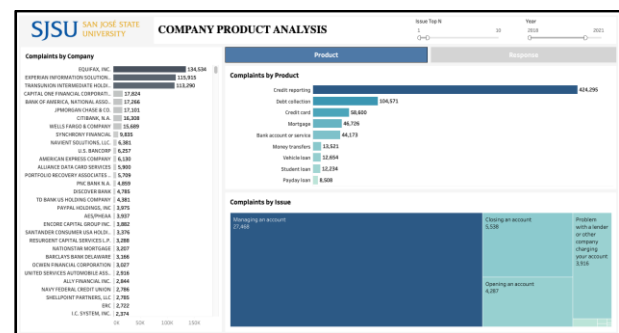 SJSU SAN JOSÉ STATE
UNIVERSITY
COMPANY PRODUCT ANALYSIS
Issue Top N
1 10
Year
2018 2021
Complaints by Company
EQUIFAX, INC. 134,534
EXPERIAN INFORMATION SOLUTION.. 115,915
TRANSUNION INTERMEDIATE HOLDI.. 113,290
CAPITAL ONE FINANCIAL CORPORATI.. 17,824
BANK OF AMERICA, NATIONAL ASSO.. 17,266
JPMORGAN CHASE & CO. 17,101
CITIBANK, N.A. 16,308
WELLS FARGO & COMPANY 15,689
SYNCHRONY FINANCIAL 9,835
NAVIENT SOLUTIONS, LLC. 6,381
U.S. BANCORP 6,257
AMERICAN EXPRESS COMPANY 6,130
ALLIANCE DATA CARD SERVICES 5,900
PORTFOLIO RECOVERY ASSOCIATES .. 5,709
PNC BANK N.A. 4,859
DISCOVER BANK 4,785
TD BANK US HOLDING COMPANY 4,381
PAYPAL HOLDINGS, INC 3,975
AES/PHEAA 3,937
ENCORE CAPITAL GROUP INC. 3,862
SANTANDER CONSUMER USA HOLDI.. 3,376
RESURGENT CAPITAL SERVICES L.P. 3,288
NATIONSTAR MORTGAGE 3,207
BARCLAYS BANK DELAWARE 3,166
OCWEN FINANCIAL CORPORATION 3,027
UNITED SERVICES AUTOMOBILE ASS.. 2,916
ALLY FINANCIAL INC. 2,844
NAVY FEDERAL CREDIT UNION 2,786
SHELLPOINT PARTNERS, LLC 2,785
ERC 2,722
I.C. SYSTEM, INC. 2,374
0K 50K 100K 150K
Product
Response
Complaints by Product
Credit reporting 424,295
Debt collection 104,571
Credit card 58,600
Mortgage 46,726
Bank account or service 44,173
Money transfers 13,521
Vehicle loan 12,654
Student loan 12,234
Payday loan 8,508
Complaints by Issue
Managing an account
27,468
Closing an account
5,538
Opening an account
4,287
Problem
with a lender
or other
company
charging
your account
3,916